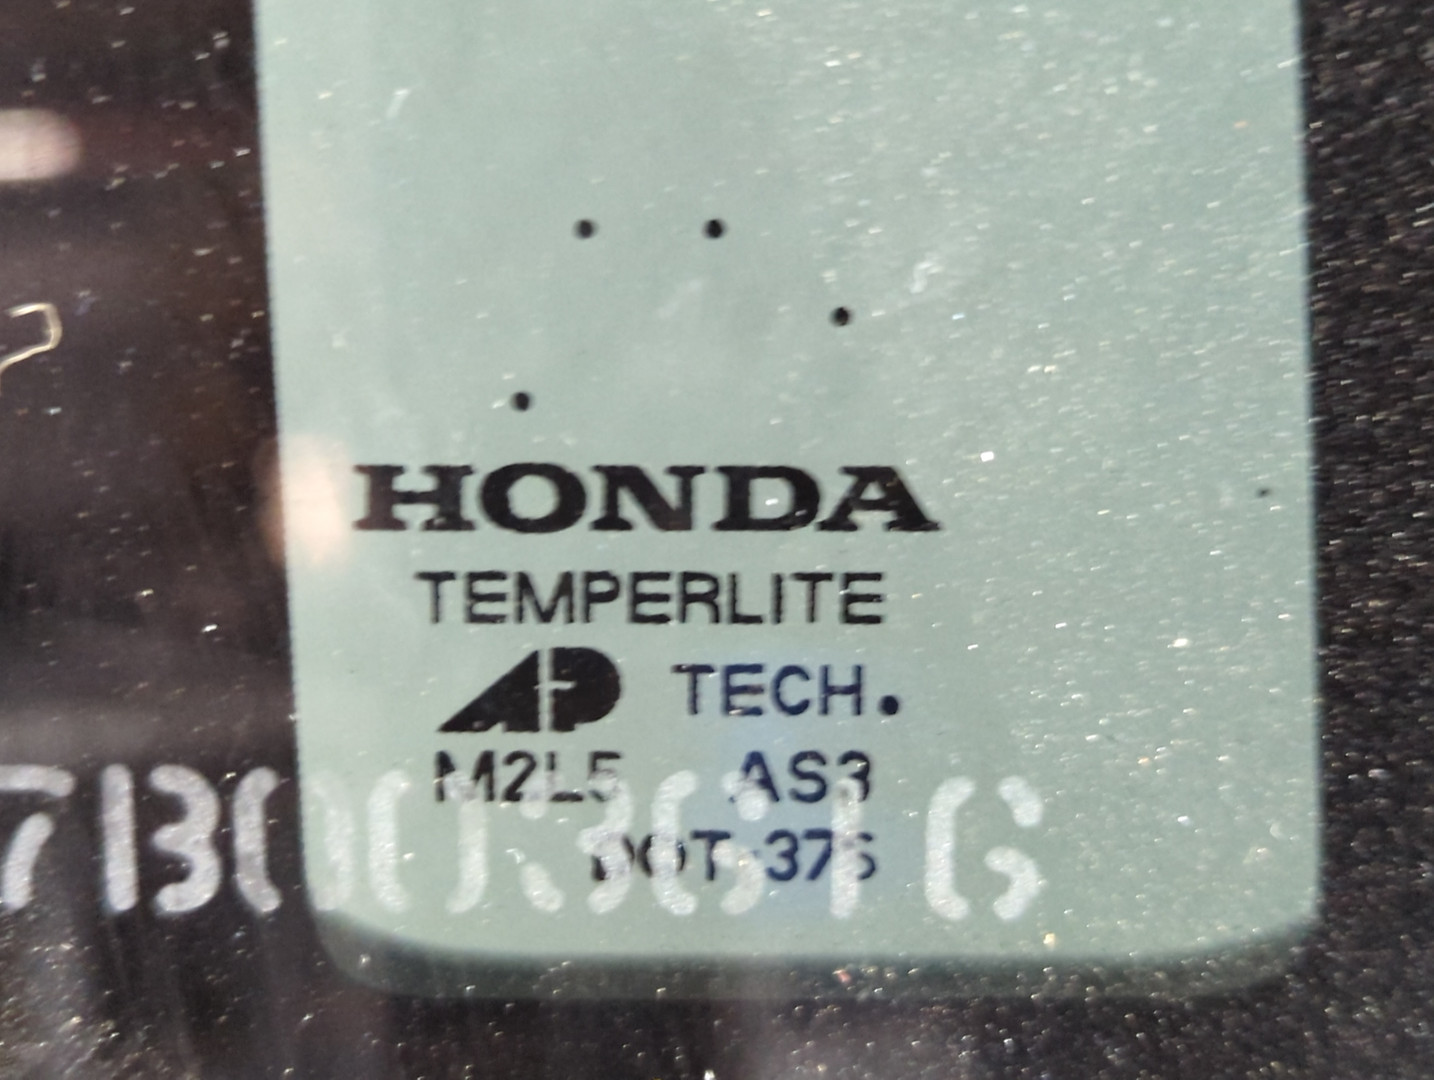 HONDA
TEMPERLITE
AP TECH.
M2L5 AS3
DOT-376